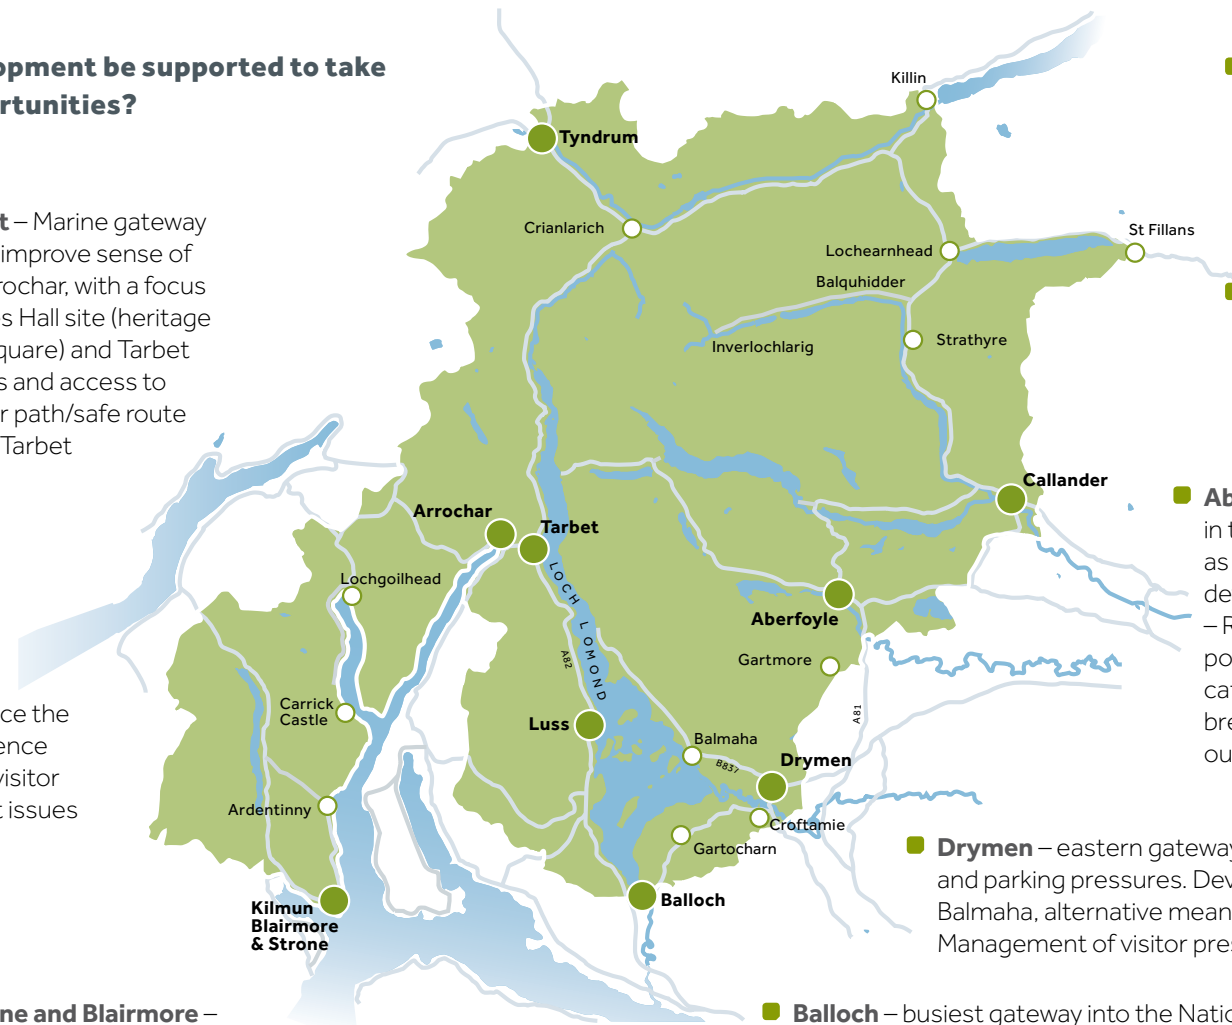 opment be supported to take
rtunities?
t – Marine gateway
improve sense of
rochar, with a focus
s Hall site (heritage
quare) and Tarbet
s and access to
r path/safe route
Tarbet
ce the
ence
visitor
t issues
ne and Blairmore –
Killin
Tyndrum
Crianlarich
St Fillans
Lochearnhead
Balquhidder
Inverlochlarig
Strathyre
Callander
Arrochar
Tarbet
Lochgoilhead
LOCH LOMOND
Aberfoyle
A82
Gartmore
A81
Carrick
Castle
Luss
Balmaha
B837
Drymen
Ardentinny
Croftamie
Gartocharn
Balloch
Kilmun
Blairmore
& Strone
Ab
in t
as
de
– R
po
cat
bre
ou
Drymen – eastern gateway
and parking pressures. Dev
Balmaha, alternative mean
Management of visitor pre
Balloch – busiest gateway into the Natio